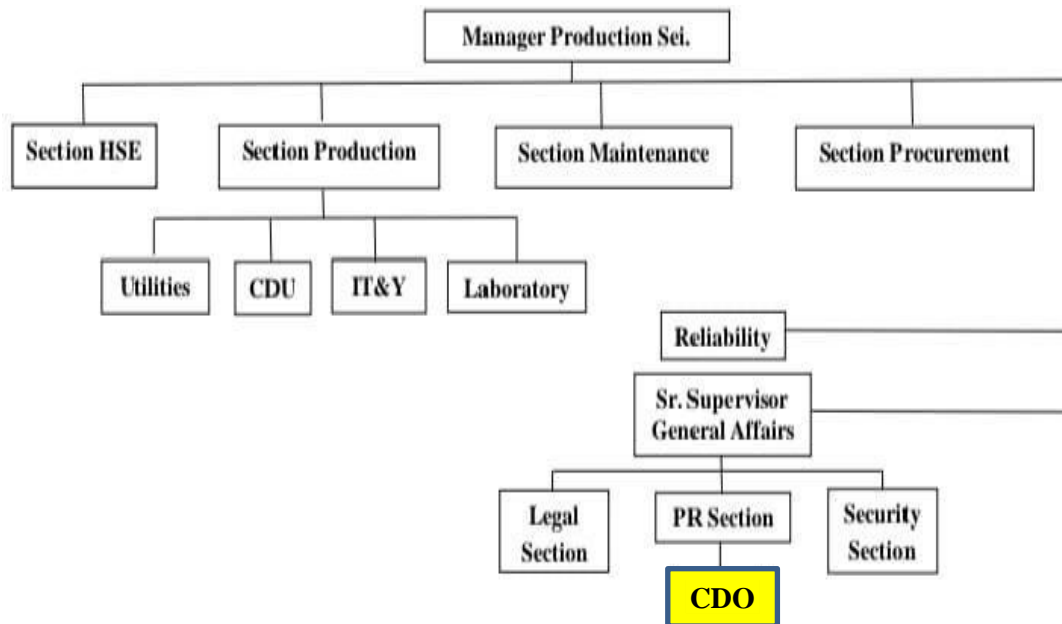 Manager Production Sei.
Section HSE
Section Production
Section Maintenance
Section Procurement
Utilities
CDU
IT&Y
Laboratory
Reliability
Sr. Supervisor
General Affairs
Legal
Section
PR Section
Security
Section
CDO